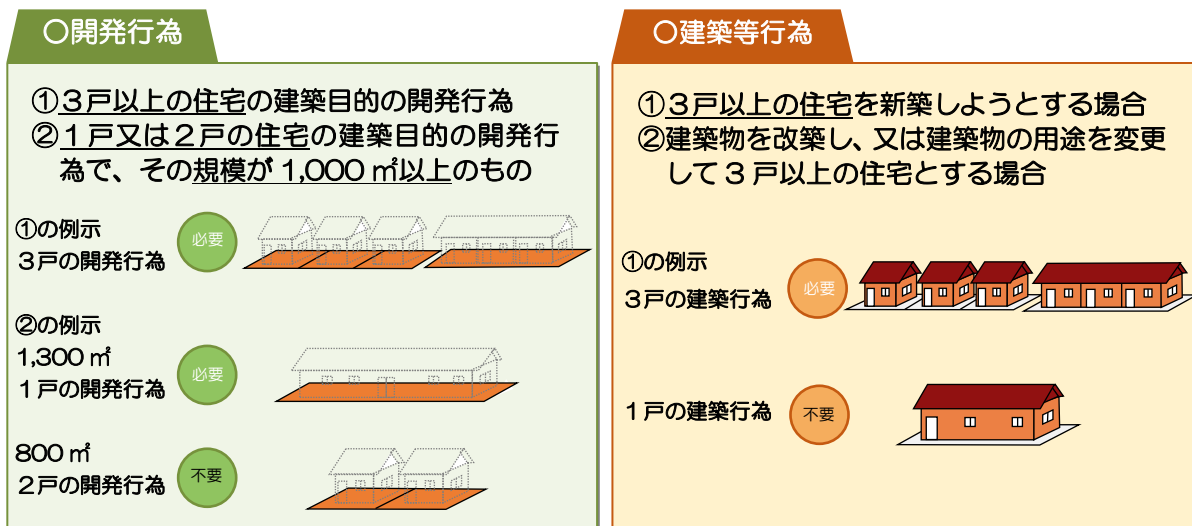 〇開発行為
①３戸以上の住宅の建築目的の開発行為
②１戸又は２戸の住宅の建築目的の開発行
為で、その規模が1,000㎡以上のもの
①の例示
３戸の開発行為
必要
②の例示
1,300㎡
１戸の開発行為
必要
800㎡
２戸の開発行為
不要
〇建築等行為
①３戸以上の住宅を新築しようとする場合
②建築物を改築し、又は建築物の用途を変更
して３戸以上の住宅とする場合
①の例示
３戸の建築行為
必要
１戸の建築行為
不要